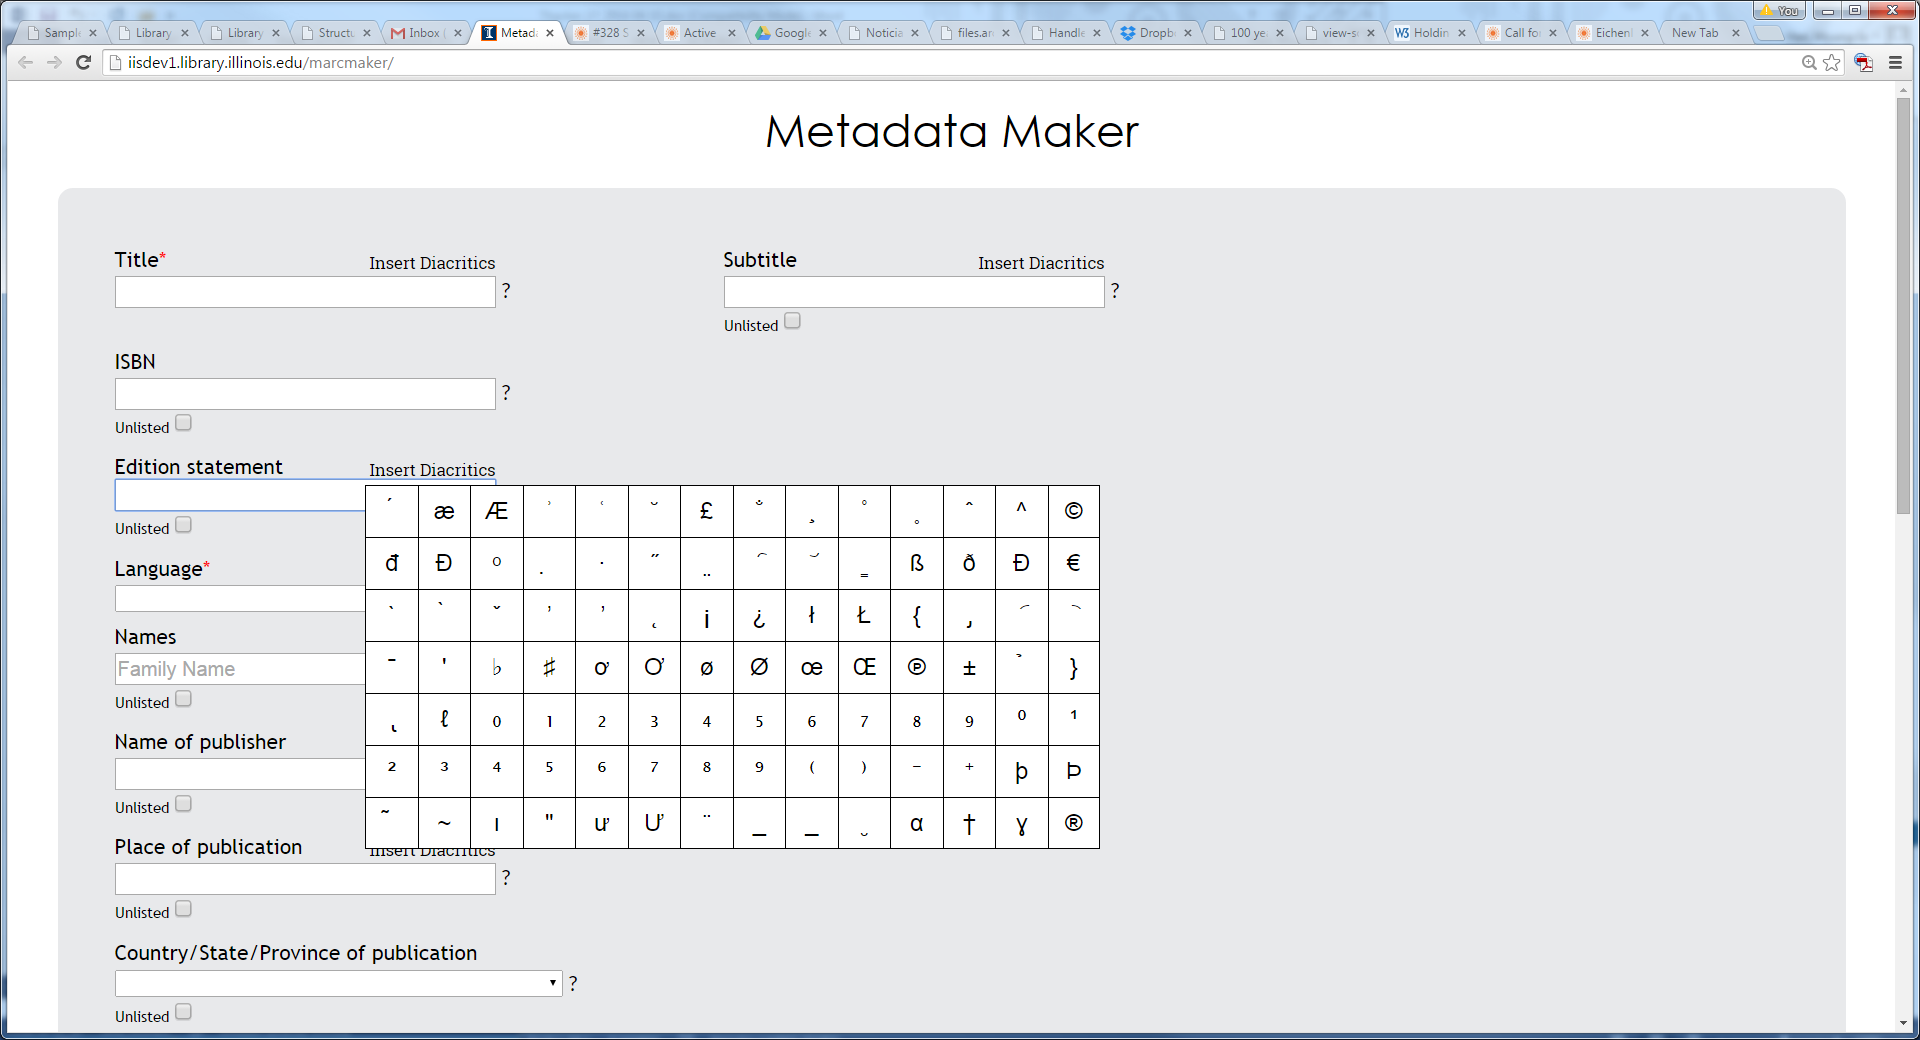 You
Sample
Library
Library
Structu
Inbox (
Metada
#328 S
Active
Google
Noticia
files.ar
Handle
Dropb
100 ye
view-s
W3 Holdin
Call fo
Eichenl
New Tab
iisdev1.library.illinois.edu/marcmaker/
Metadata Maker
Title* Insert Diacritics
?
Subtitle Insert Diacritics
?
Unlisted
ISBN
?
Unlisted
Edition statement Insert Diacritics
Unlisted
Language*
Names
Family Name
Unlisted
Name of publisher
Unlisted
´ æ Æ ʾ ʿ ˘ £ ̐ ¸ ° ˳ ˆ ^ ©
đ Đ º . · ˝ ̤ ͡ ͝ ̳ ß ð Ð €
` ` ˇ ʼ ʼ ˛ ¡ ¿ ł Ł {
¯ ' ♭ ♯ ơ Ơ ø Ø œ Œ ℗ ± ̉ }
˛ ℓ ₀ ₁ ₂ ₃ ₄ ₅ ₆ ₇ ₈ ₉ ⁰ ¹
² ³ ⁴ ⁵ ⁶ ⁷ ⁸ ⁹ ⁽ ⁾ ⁻ ⁺ þ Þ
˜ ~ ı " ư Ư ¨ _ _ ̮ α † ɣ ®
Place of publication Insert Diacritics
?
Unlisted
Country/State/Province of publication
?
Unlisted